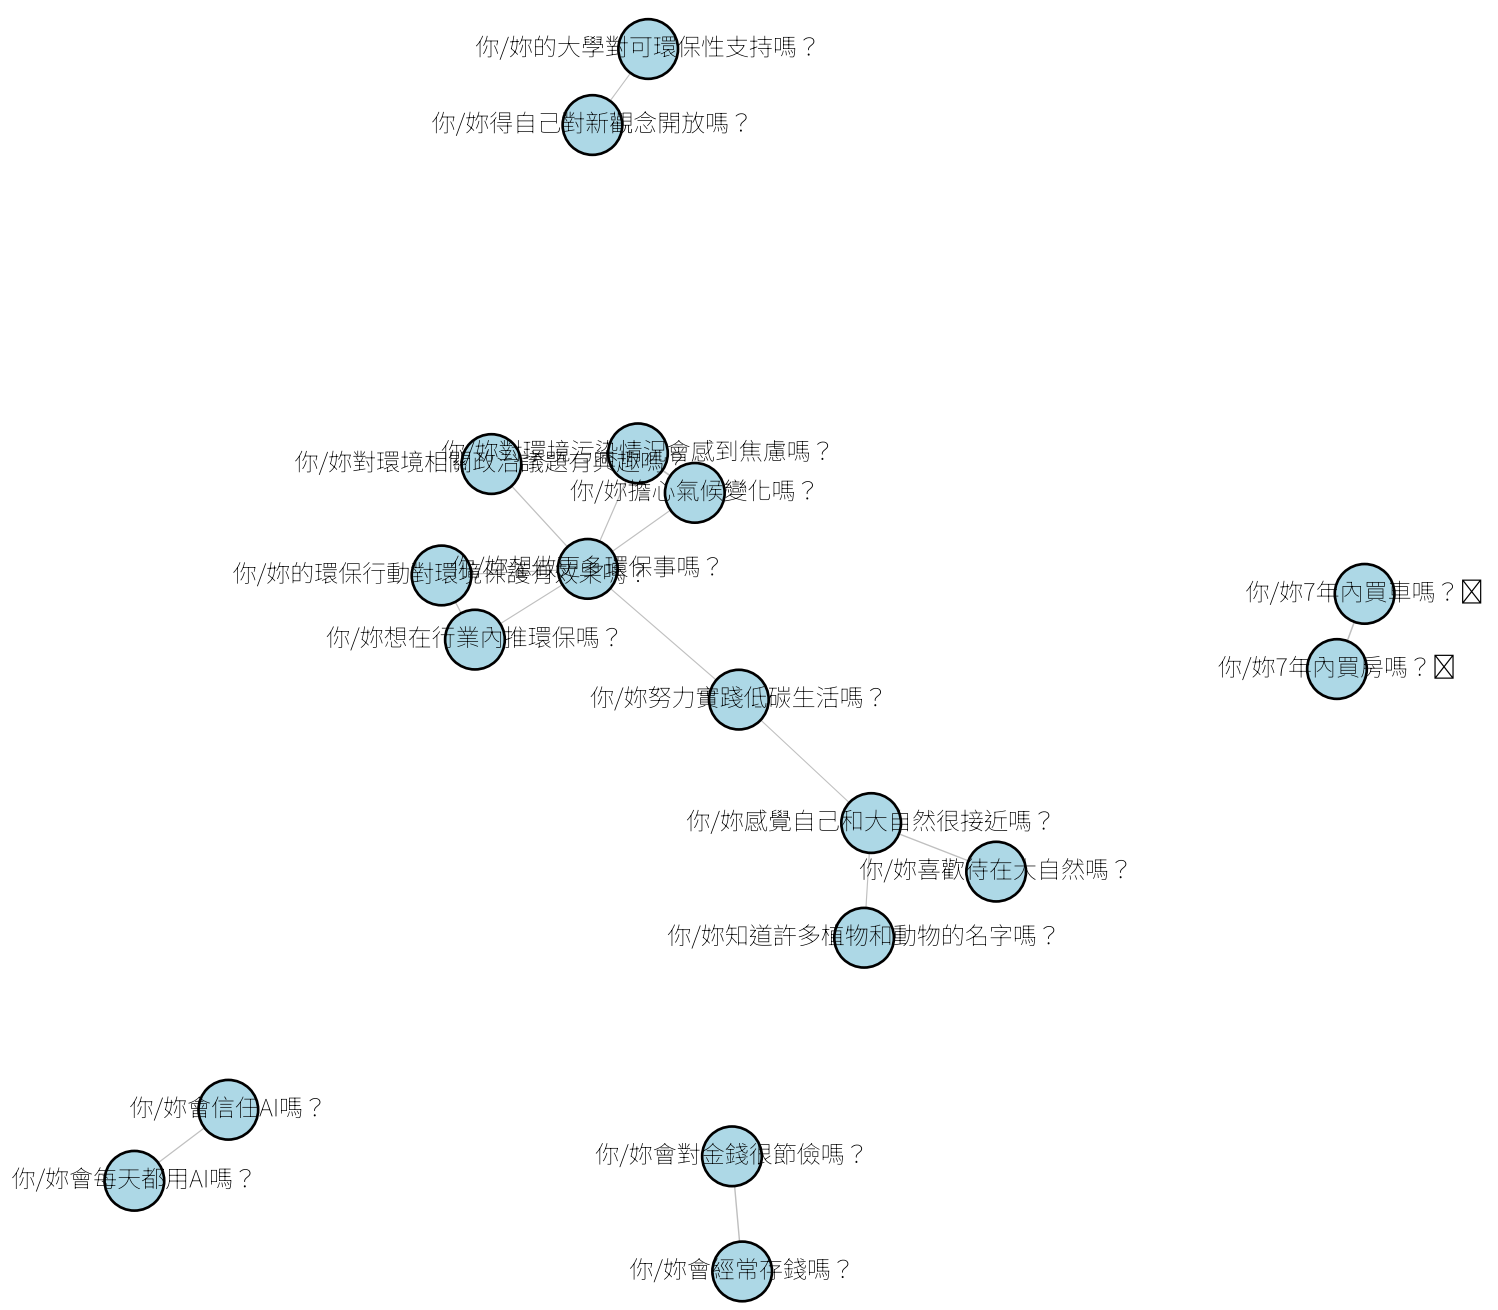 你/妳的大學對可環保性支持嗎？
你/妳得自己對新觀念開放嗎？
你/妳對環境污染情況會感到焦慮嗎？
你/妳對環境相關政治議題有興趣嗎？
你/妳擔心氣候變化嗎？
你/妳想做更多環保事嗎？
你/妳的環保行動對環境保護有效果嗎？
你/妳7年內買車嗎？
你/妳想在行業內推環保嗎？
你/妳7年內買房嗎？
你/妳努力實踐低碳生活嗎？
你/妳感覺自己和大自然很接近嗎？
你/妳喜歡待在大自然嗎？
你/妳知道許多植物和動物的名字嗎？
你/妳會信任AI嗎？
你/妳會對金錢很節儉嗎？
你/妳會每天都用AI嗎？
你/妳會經常存錢嗎？